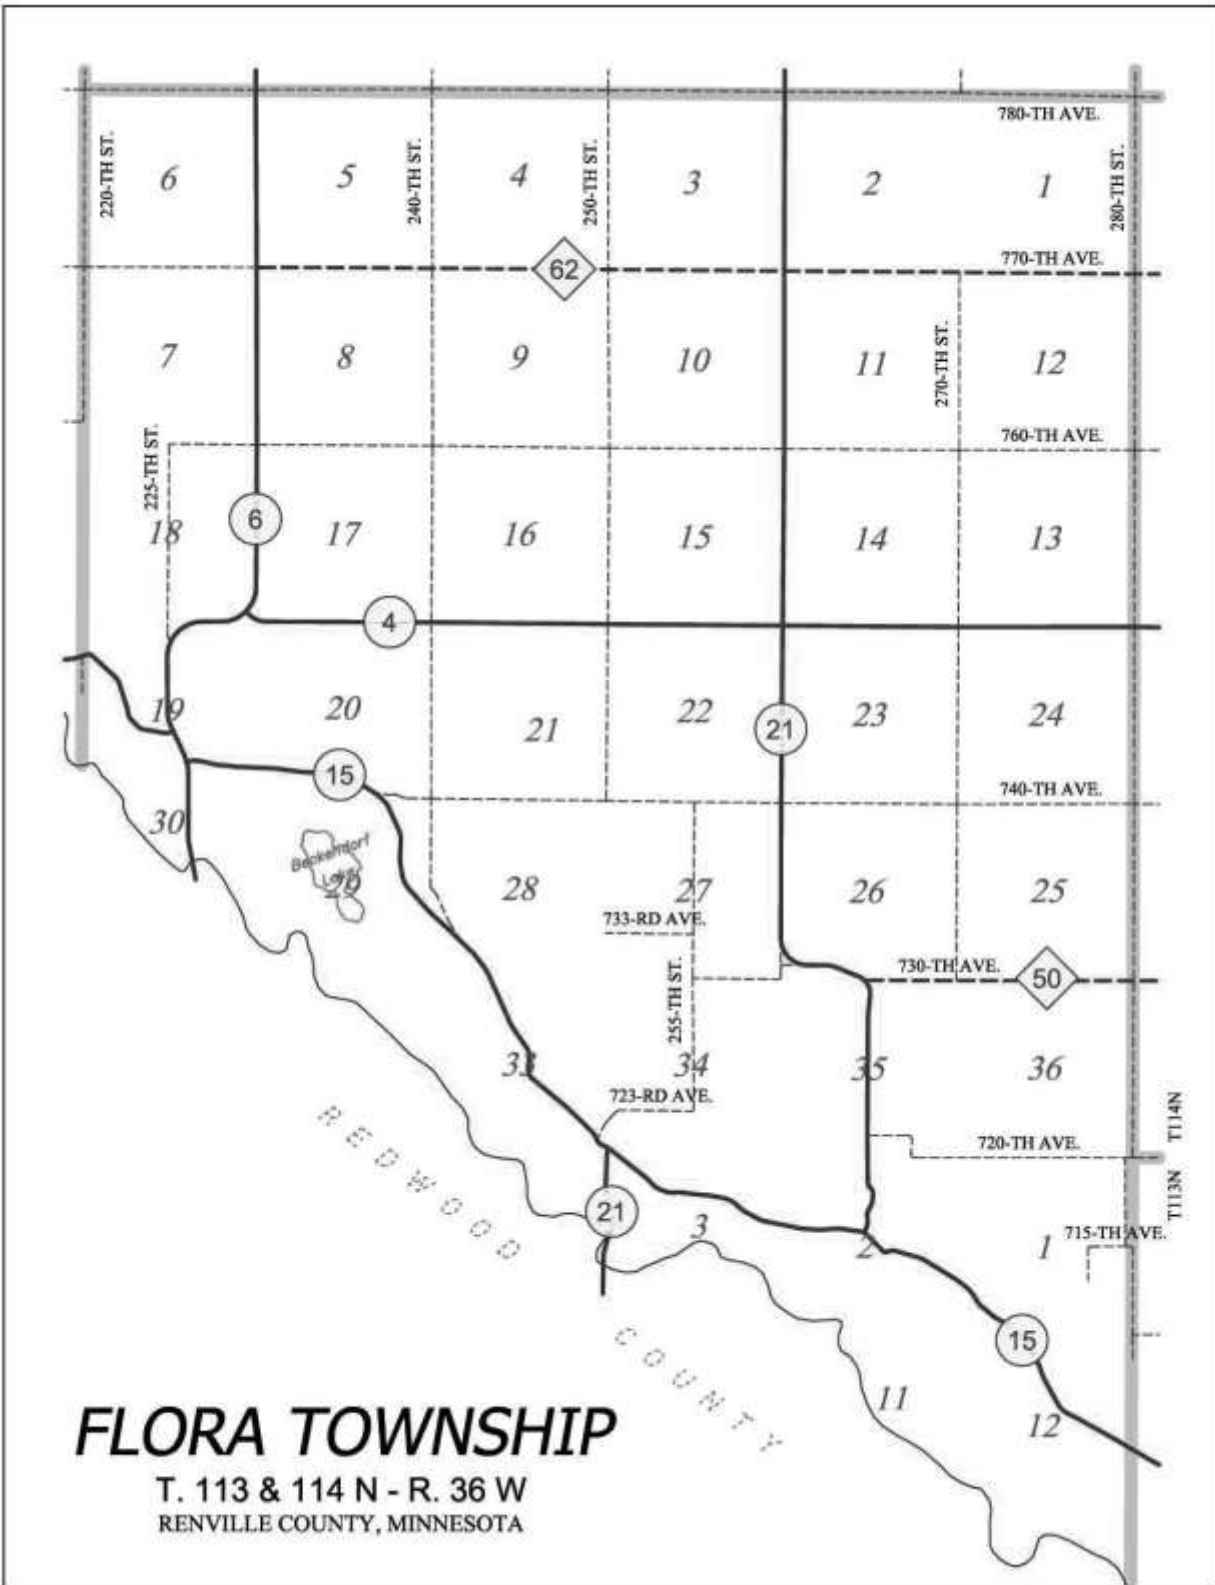 780-TH AVE.
220-TH ST.
6
5
240-TH ST.
4
250-TH ST.
3
2
1
280-TH ST.
62
770-TH AVE.
7
8
9
10
11
270-TH ST.
12
760-TH AVE.
225-TH ST.
18
6
17
16
15
14
13
4
19
20
21
22
21
23
24
15
740-TH AVE.
30
Beckendorf
Lake
29
28
27
26
25
733-RD AVE.
730-TH AVE.
50
255-TH ST.
33
34
35
36
723-RD AVE.
T114N
720-TH AVE.
T113N
REDWOOD
21
3
2
1
715-TH AVE.
15
COUNTY
11
12
FLORA TOWNSHIP
T. 113 & 114 N - R. 36 W
RENVILLE COUNTY, MINNESOTA